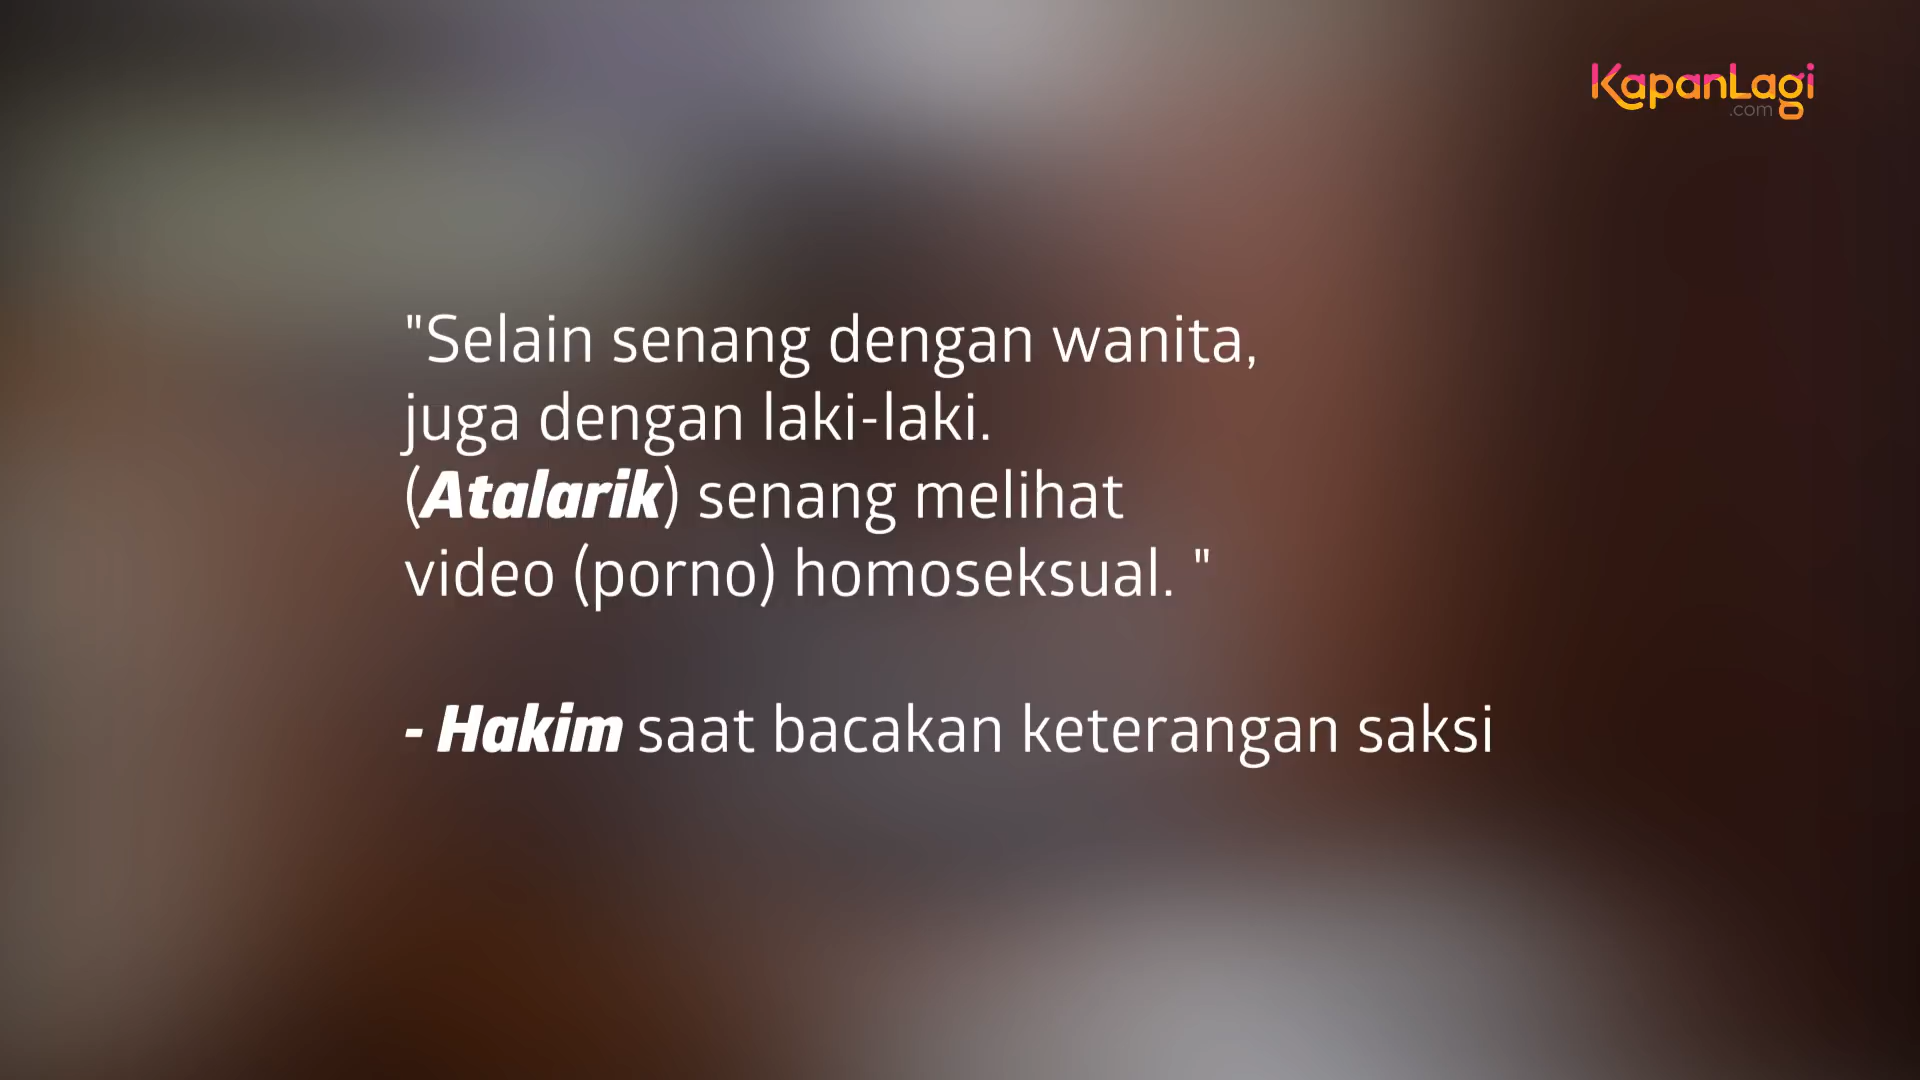 KapanLagi
.com
"Selain senang dengan wanita,
juga dengan laki-laki.
(Atalarik) senang melihat
video (porno) homoseksual. "
- Hakim saat bacakan keterangan saksi